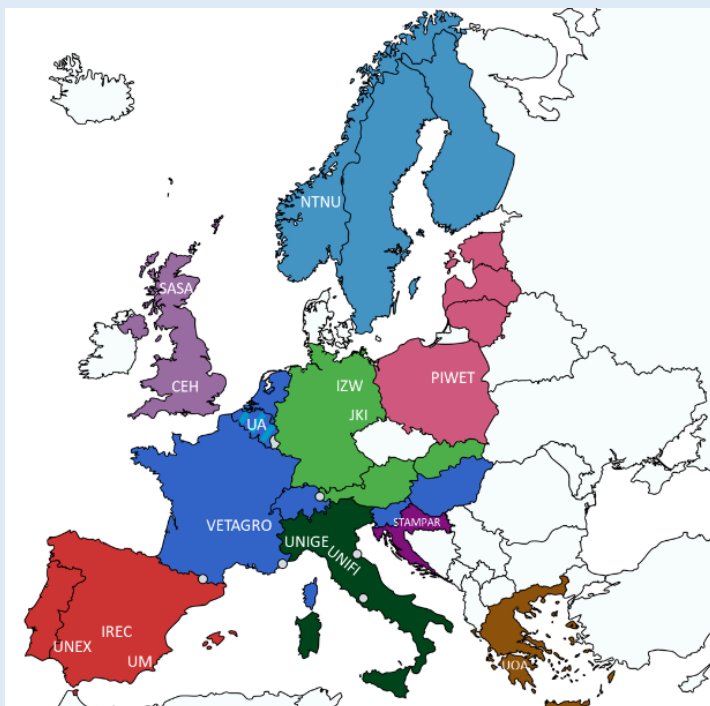 NTNU
SASA
CEH
IZW
PIWET
JKI
UA
VETAGRO
STAMPAR
UNIGE
UNIFI
IREC
UNEX
UM
UOA